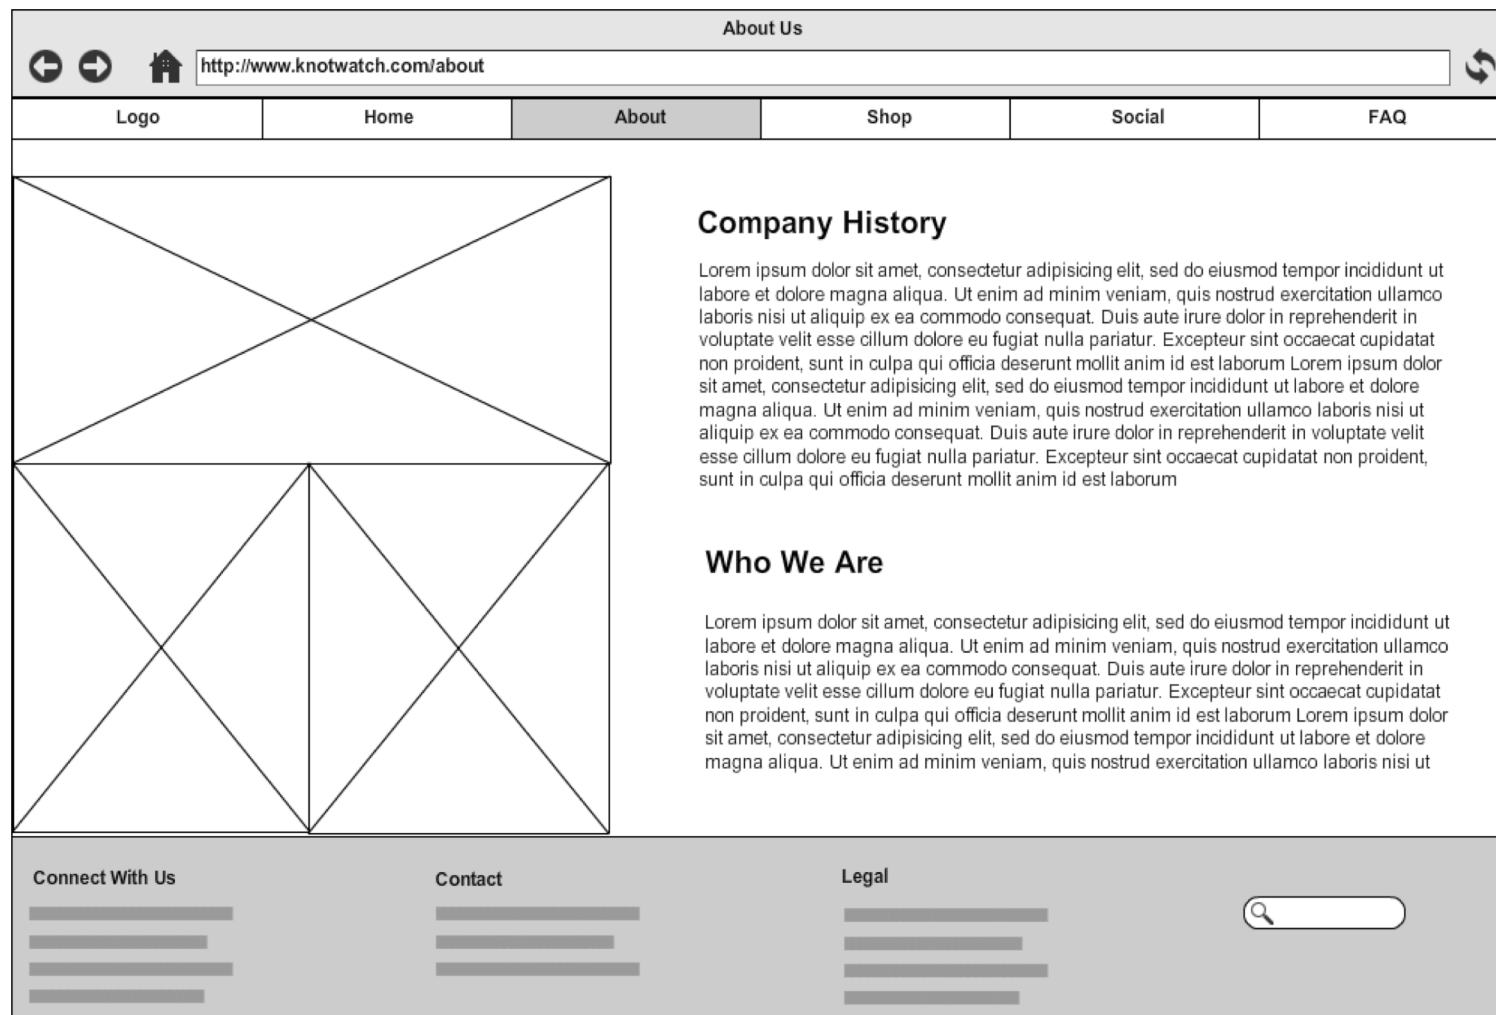 About Us
http://www.knotwatch.com/about
Logo Home About Shop Social FAQ
Company History
Lorem ipsum dolor sit amet, consectetur adipisicing elit, sed do eiusmod tempor incididunt ut
labore et dolore magna aliqua. Ut enim ad minim veniam, quis nostrud exercitation ullamco
laboris nisi ut aliquip ex ea commodo consequat. Duis aute irure dolor in reprehenderit in
voluptate velit esse cillum dolore eu fugiat nulla pariatur. Excepteur sint occaecat cupidatat
non proident, sunt in culpa qui officia deserunt mollit anim id est laborum Lorem ipsum dolor
sit amet, consectetur adipisicing elit, sed do eiusmod tempor incididunt ut labore et dolore
magna aliqua. Ut enim ad minim veniam, quis nostrud exercitation ullamco laboris nisi ut
aliquip ex ea commodo consequat. Duis aute irure dolor in reprehenderit in voluptate velit
esse cillum dolore eu fugiat nulla pariatur. Excepteur sint occaecat cupidatat non proident,
sunt in culpa qui officia deserunt mollit anim id est laborum
Who We Are
Lorem ipsum dolor sit amet, consectetur adipisicing elit, sed do eiusmod tempor incididunt ut
labore et dolore magna aliqua. Ut enim ad minim veniam, quis nostrud exercitation ullamco
laboris nisi ut aliquip ex ea commodo consequat. Duis aute irure dolor in reprehenderit in
voluptate velit esse cillum dolore eu fugiat nulla pariatur. Excepteur sint occaecat cupidatat
non proident, sunt in culpa qui officia deserunt mollit anim id est laborum Lorem ipsum dolor
sit amet, consectetur adipisicing elit, sed do eiusmod tempor incididunt ut labore et dolore
magna aliqua. Ut enim ad minim veniam, quis nostrud exercitation ullamco laboris nisi ut
Connect With Us
Contact
Legal